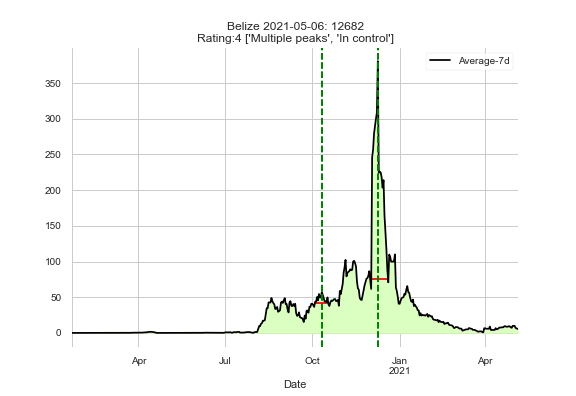 Belize 2021-05-06: 12682
Rating:4 ['Multiple peaks', 'In control']
Average-7d
350
300
250
200
150
100
50
0
Apr
Jul
Oct
Jan
2021
Apr
Date